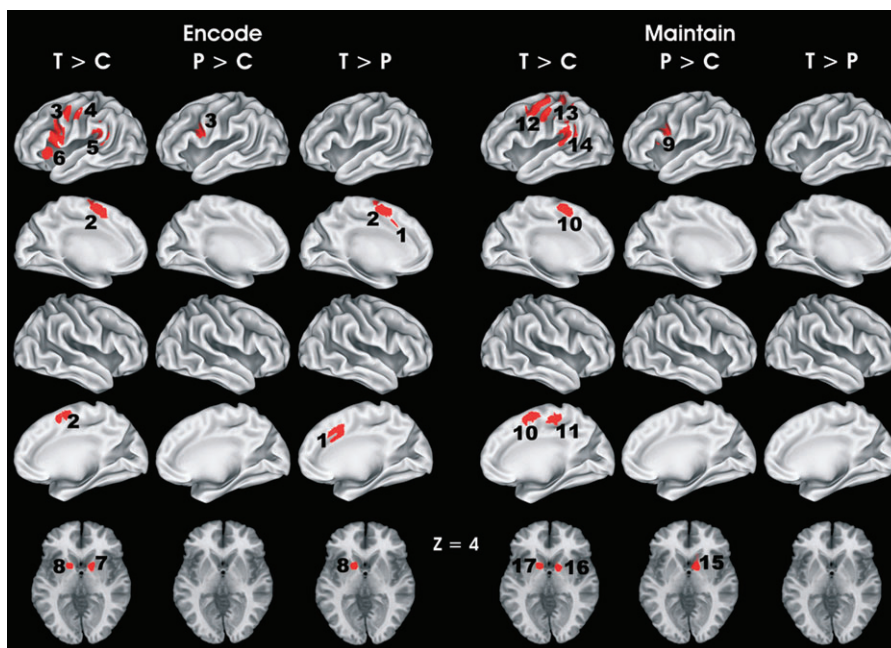 Encode Maintain
T > C P > C T > P T > C P > C T > P
3 4 3 12 13
6 5 14 9
2 2 1 10
2 1 10 11
Z = 4
8 7 8 17 16 15